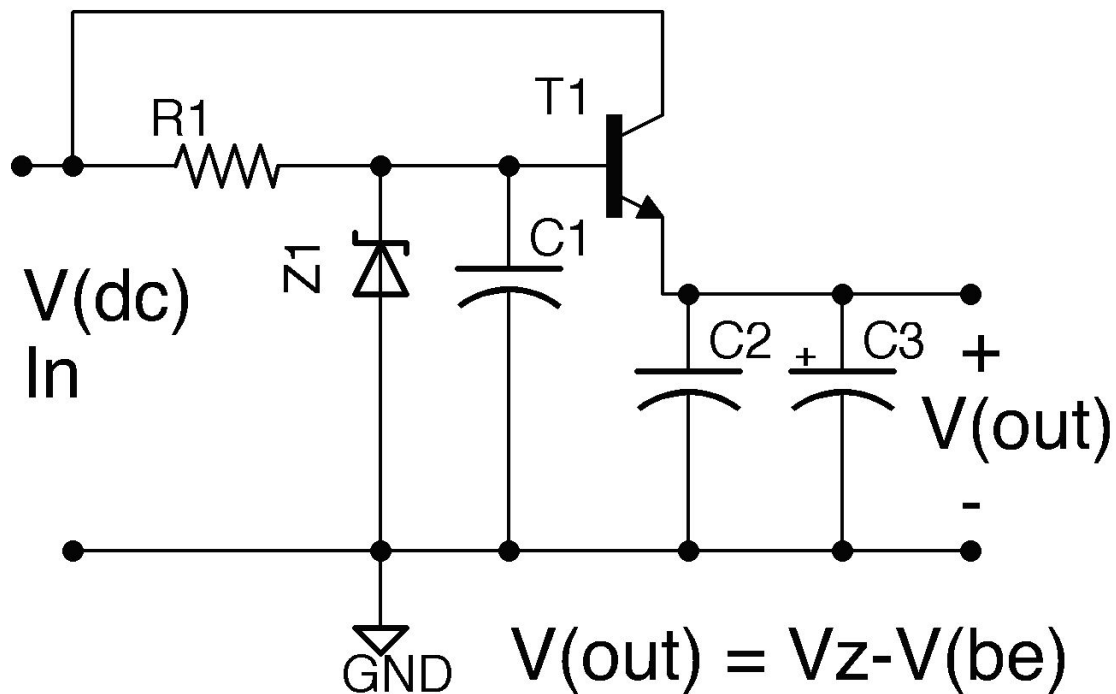 T1
R1
Z1
C1
V(dc)
In
C2
+ C3
+
V(out)
-
GND
V(out) = Vz-V(be)